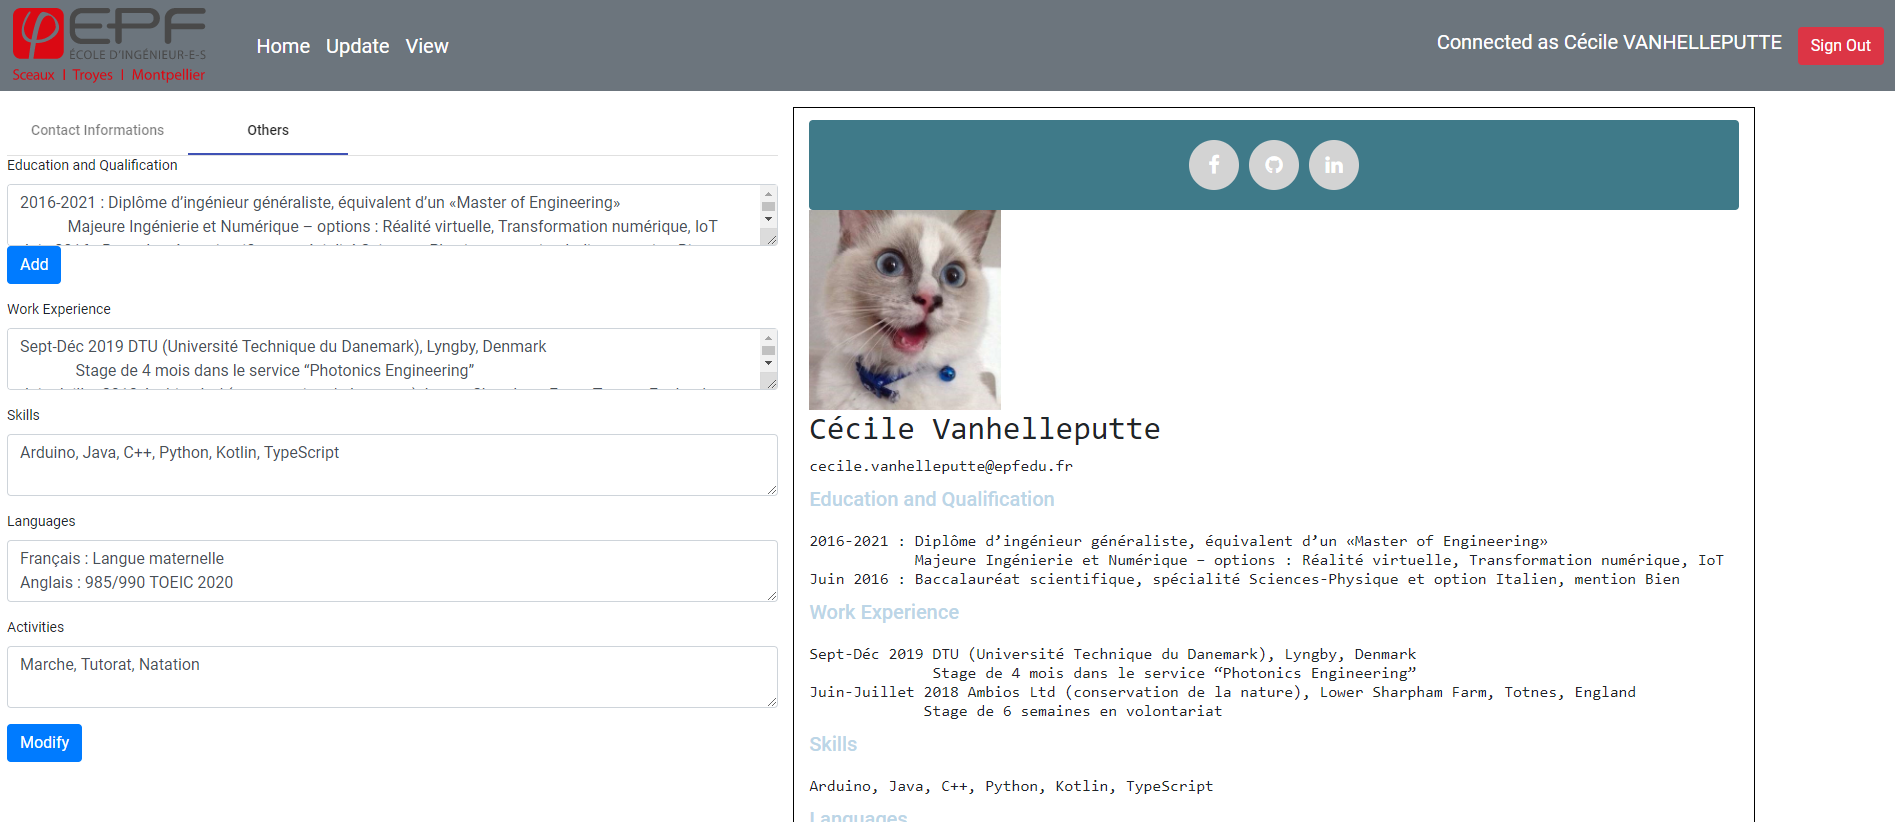 EPF
ÉCOLE D'INGÉNIEUR-E-S
Sceaux | Troyes | Montpellier
Home Update View
Connected as Cécile VANHELLEPUTTE
Sign Out
Contact Informations
Others
Education and Qualification
2016-2021 : Diplôme d’ingénieur généraliste, équivalent d’un «Master of Engineering»
Majeure Ingénierie et Numérique – options : Réalité virtuelle, Transformation numérique, IoT
Add
Work Experience
Sept-Déc 2019 DTU (Université Technique du Danemark), Lyngby, Denmark
Stage de 4 mois dans le service “Photonics Engineering”
Skills
Arduino, Java, C++, Python, Kotlin, TypeScript
Languages
Français : Langue maternelle
Anglais : 985/990 TOEIC 2020
Activities
Marche, Tutorat, Natation
Modify
Cécile Vanhelleputte
cecile.vanhelleputte@epfedu.fr
Education and Qualification
2016-2021 : Diplôme d’ingénieur généraliste, équivalent d’un «Master of Engineering»
Majeure Ingénierie et Numérique – options : Réalité virtuelle, Transformation numérique, IoT
Juin 2016 : Baccalauréat scientifique, spécialité Sciences-Physique et option Italien, mention Bien
Work Experience
Sept-Déc 2019 DTU (Université Technique du Danemark), Lyngby, Denmark
Stage de 4 mois dans le service “Photonics Engineering”
Juin-Juillet 2018 Ambios Ltd (conservation de la nature), Lower Sharpham Farm, Totnes, England
Stage de 6 semaines en volontariat
Skills
Arduino, Java, C++, Python, Kotlin, TypeScript
Languages